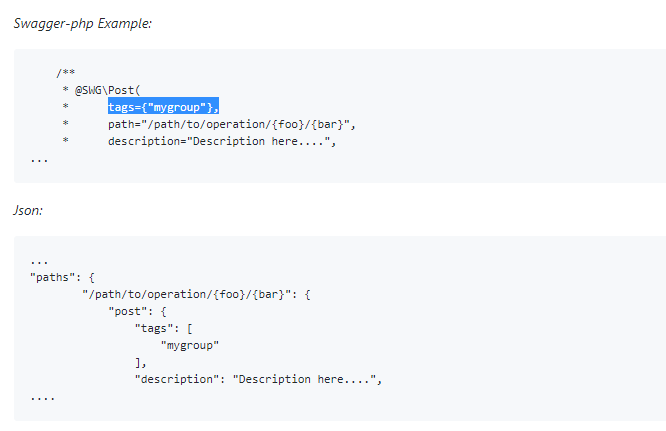 Swagger-php Example:
/**
* @SWG\Post(
*      tags={"mygroup"},
*      path="/path/to/operation/{foo}/{bar}",
*      description="Description here....",
...
Json:
...
"paths": {
"/path/to/operation/{foo}/{bar}": {
"post": {
"tags": [
"mygroup"
],
"description": "Description here....",
....